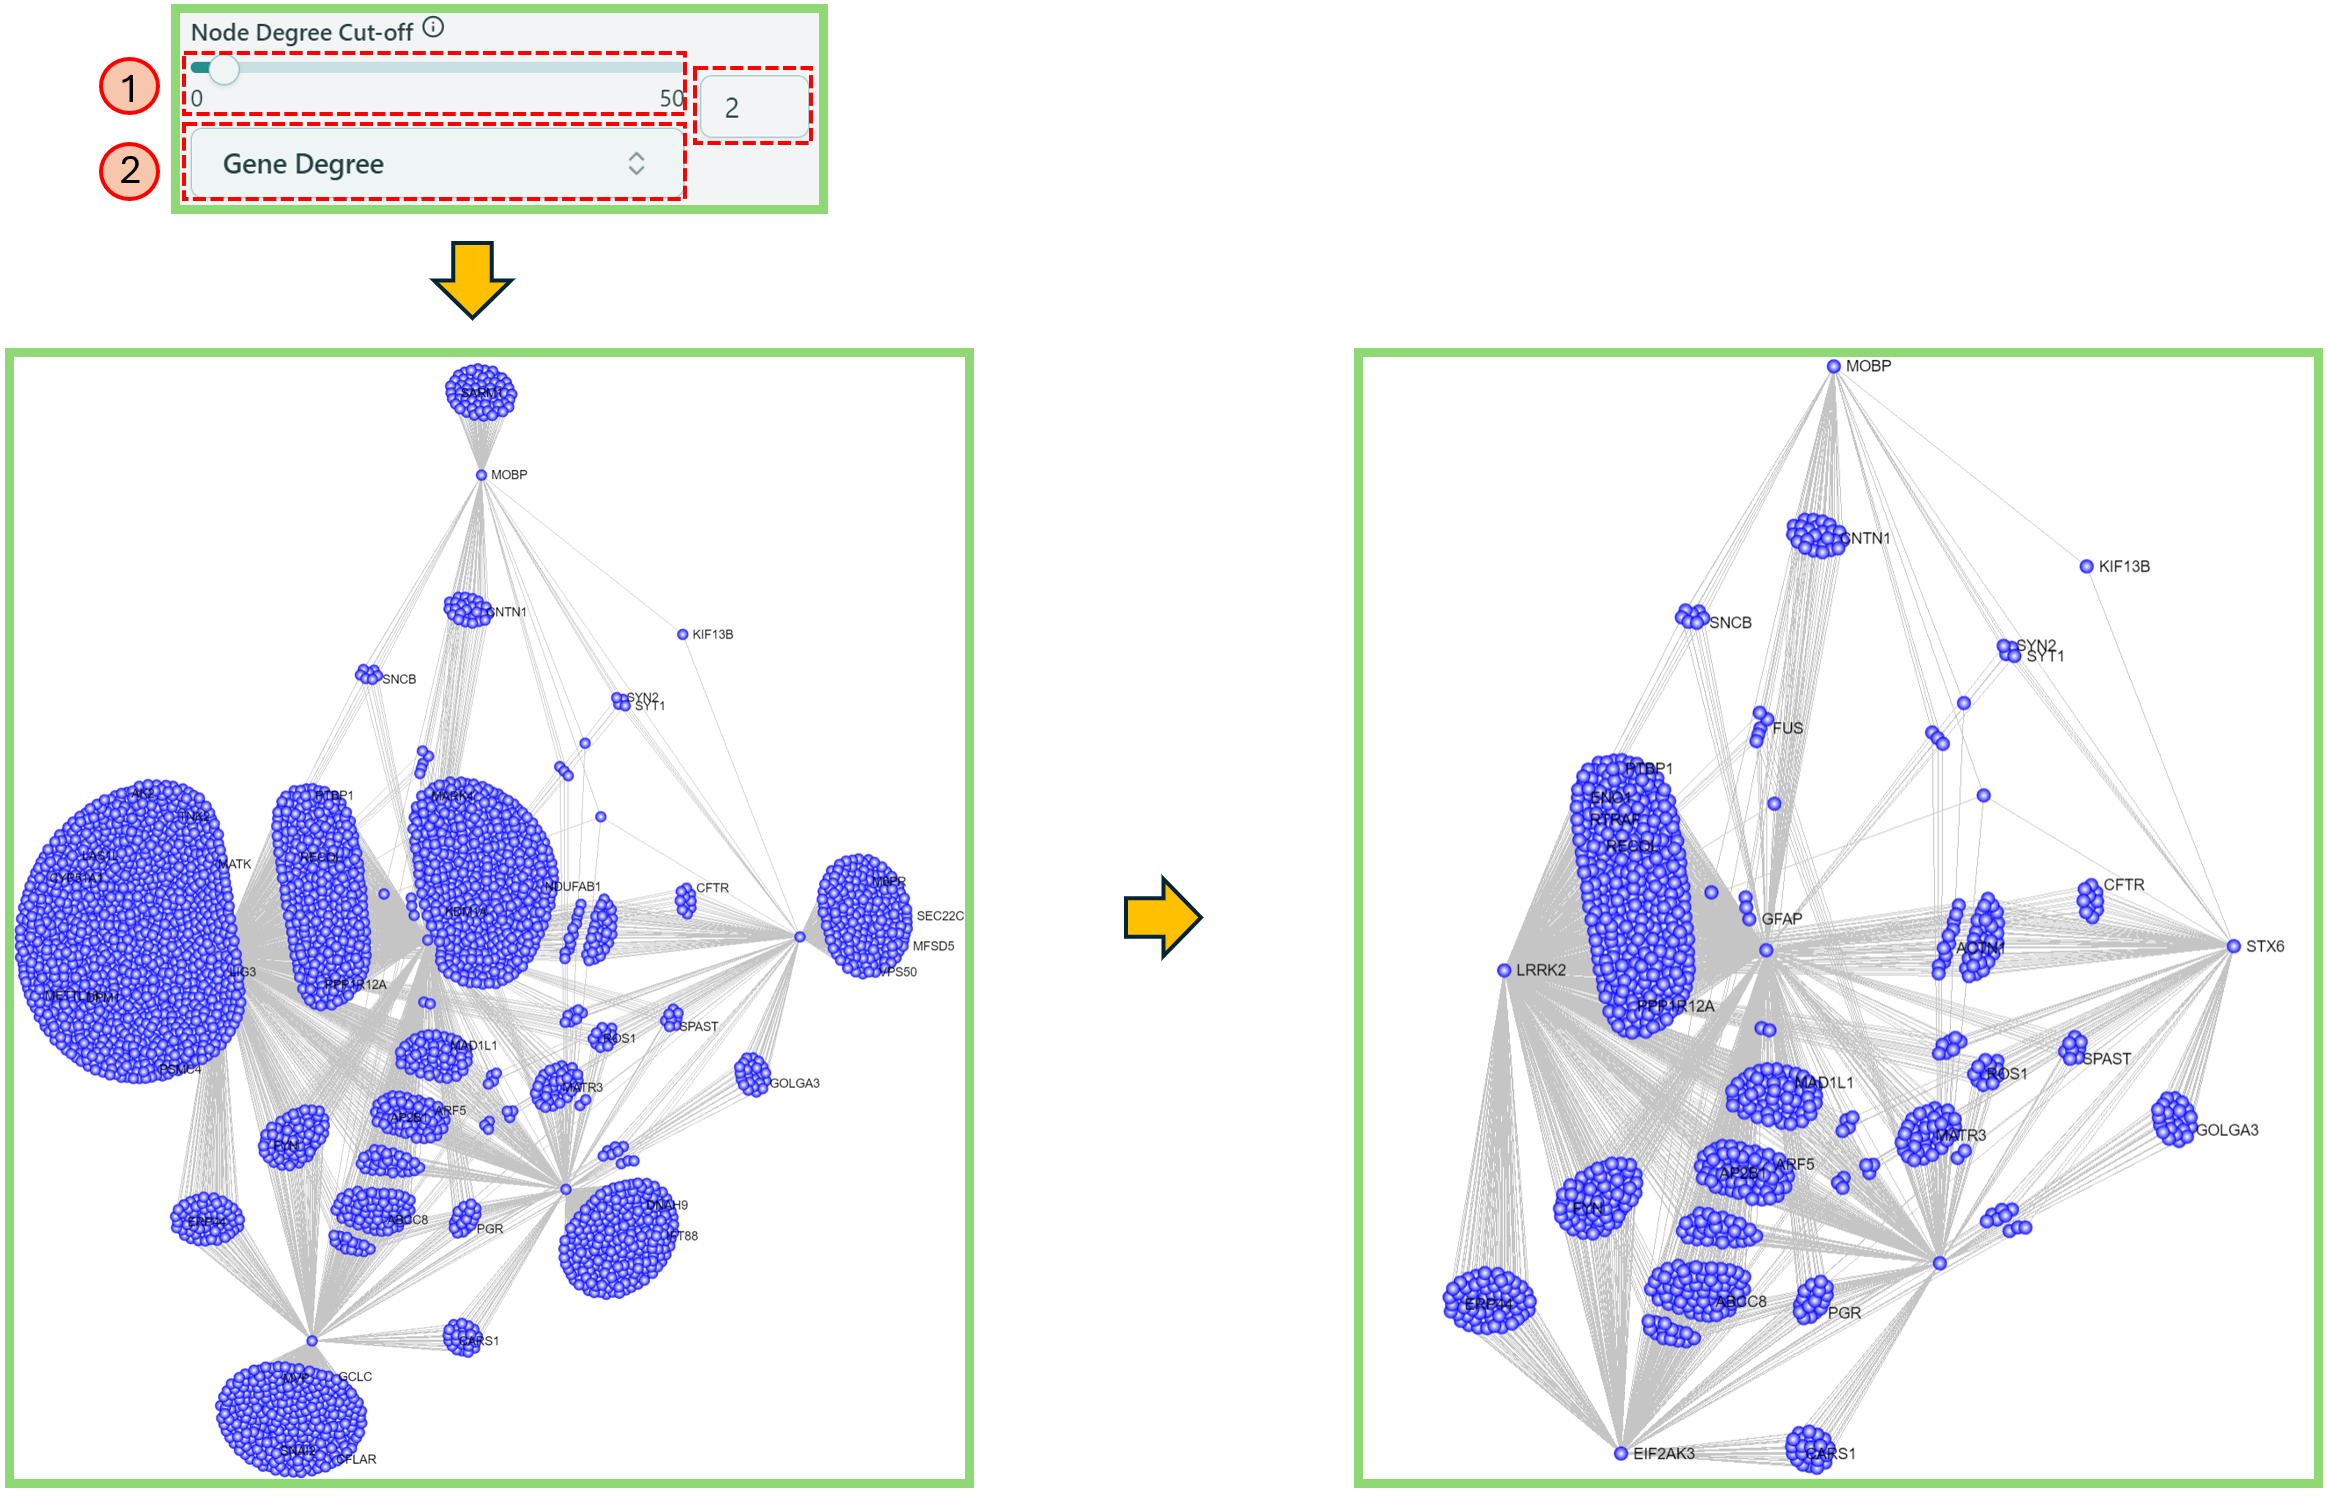 Node Degree Cut-off
1
0
50
2
2
Gene Degree
SARM1
MOBP
CNTN1
KIF13B
SNCB
SYN2
SYT1
AK2
TNK2
PTBP1
MARK4
LAS1L
MATK
RECQL
CYP51A1
NDUFAB1
CFTR
M6PR
KDM1A
SEC22C
MFSD5
LIG3
VPS50
PPP1R12A
DPM1
SPAST
ROS1
MAD1L1
PSMC4
MATR3
GOLGA3
AP2B1
ARF5
FYN
DNAH9
ERP44
ABCC8
PGR
IFT88
CARS1
MVP
GCLC
SNAI2
CFLAR
MOBP
CNTN1
KIF13B
SNCB
SYN2
SYT1
FUS
PTBP1
ENO1
RTRAF
RECQL
CFTR
GFAP
ACTN1
STX6
LRRK2
PPP1R12A
SPAST
ROS1
MAD1L1
GOLGA3
MATR3
AP2B1
ARF5
FYN
ERP44
ABCC8
PGR
EIF2AK3
CARS1